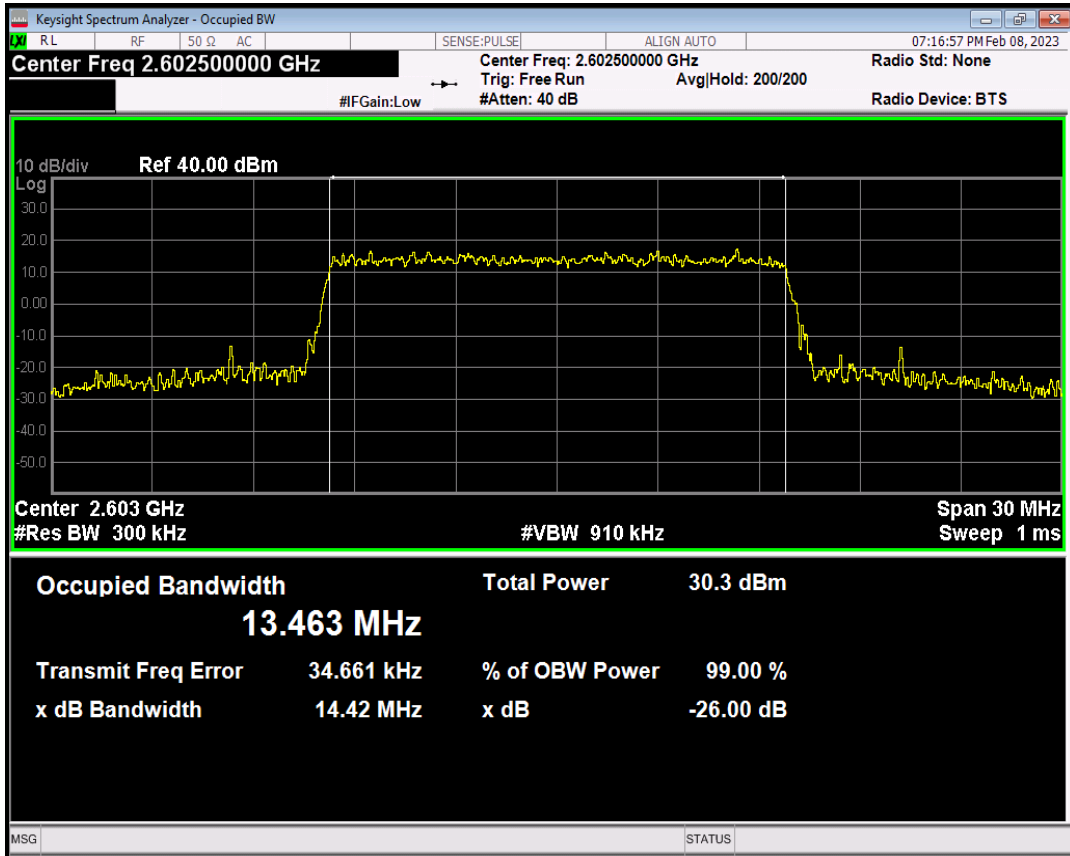 Keysight Spectrum Analyzer - Occupied BW
LXI RL RF 50 Ω AC SENSE:PULSE ALIGN AUTO 07:16:57 PM Feb 08, 2023
Center Freq 2.602500000 GHz
Center Freq: 2.602500000 GHz
Radio Std: None
Trig: Free Run Avg|Hold: 200/200
#IFGain:Low #Atten: 40 dB Radio Device: BTS
10 dB/div Ref 40.00 dBm
Log
30.0
20.0
10.0
0.00
-10.0
-20.0
-30.0
-40.0
-50.0
Center 2.603 GHz Span 30 MHz
#Res BW 300 kHz #VBW 910 kHz Sweep 1 ms
Occupied Bandwidth Total Power 30.3 dBm
13.463 MHz
Transmit Freq Error 34.661 kHz % of OBW Power 99.00 %
x dB Bandwidth 14.42 MHz x dB -26.00 dB
MSG STATUS